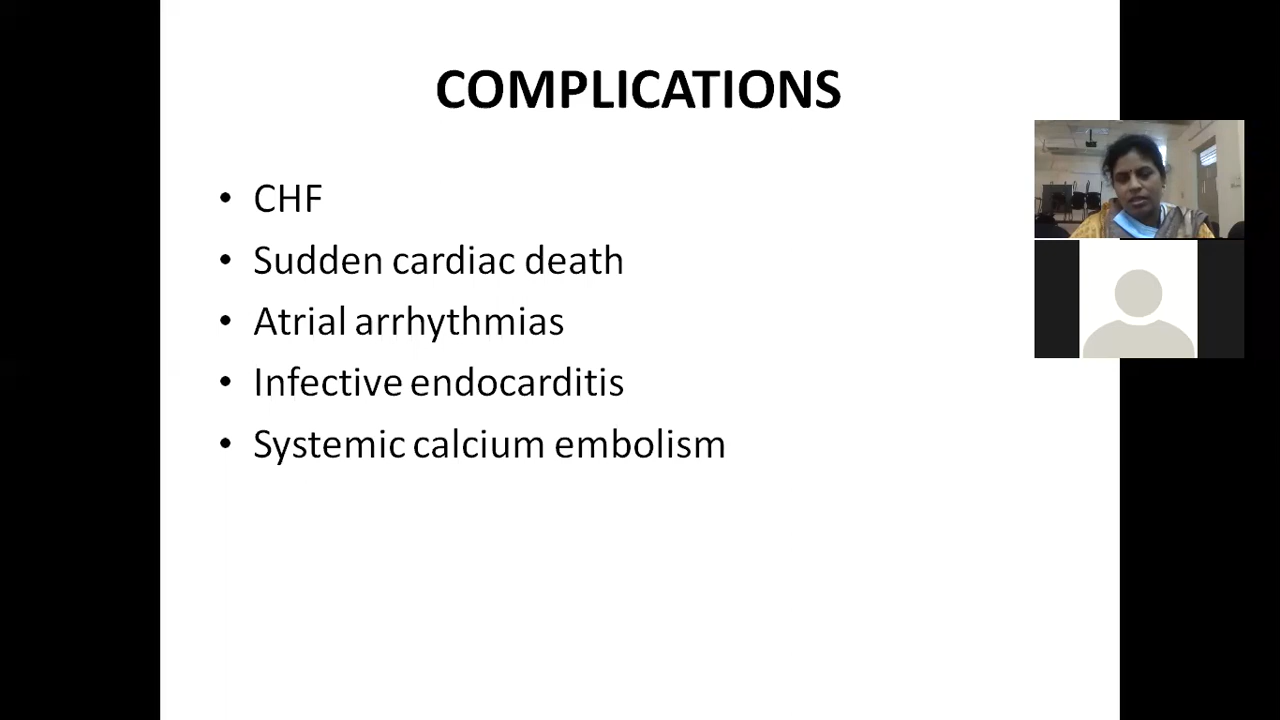 COMPLICATIONS
• CHF
• Sudden cardiac death
• Atrial arrhythmias
• Infective endocarditis
• Systemic calcium embolism